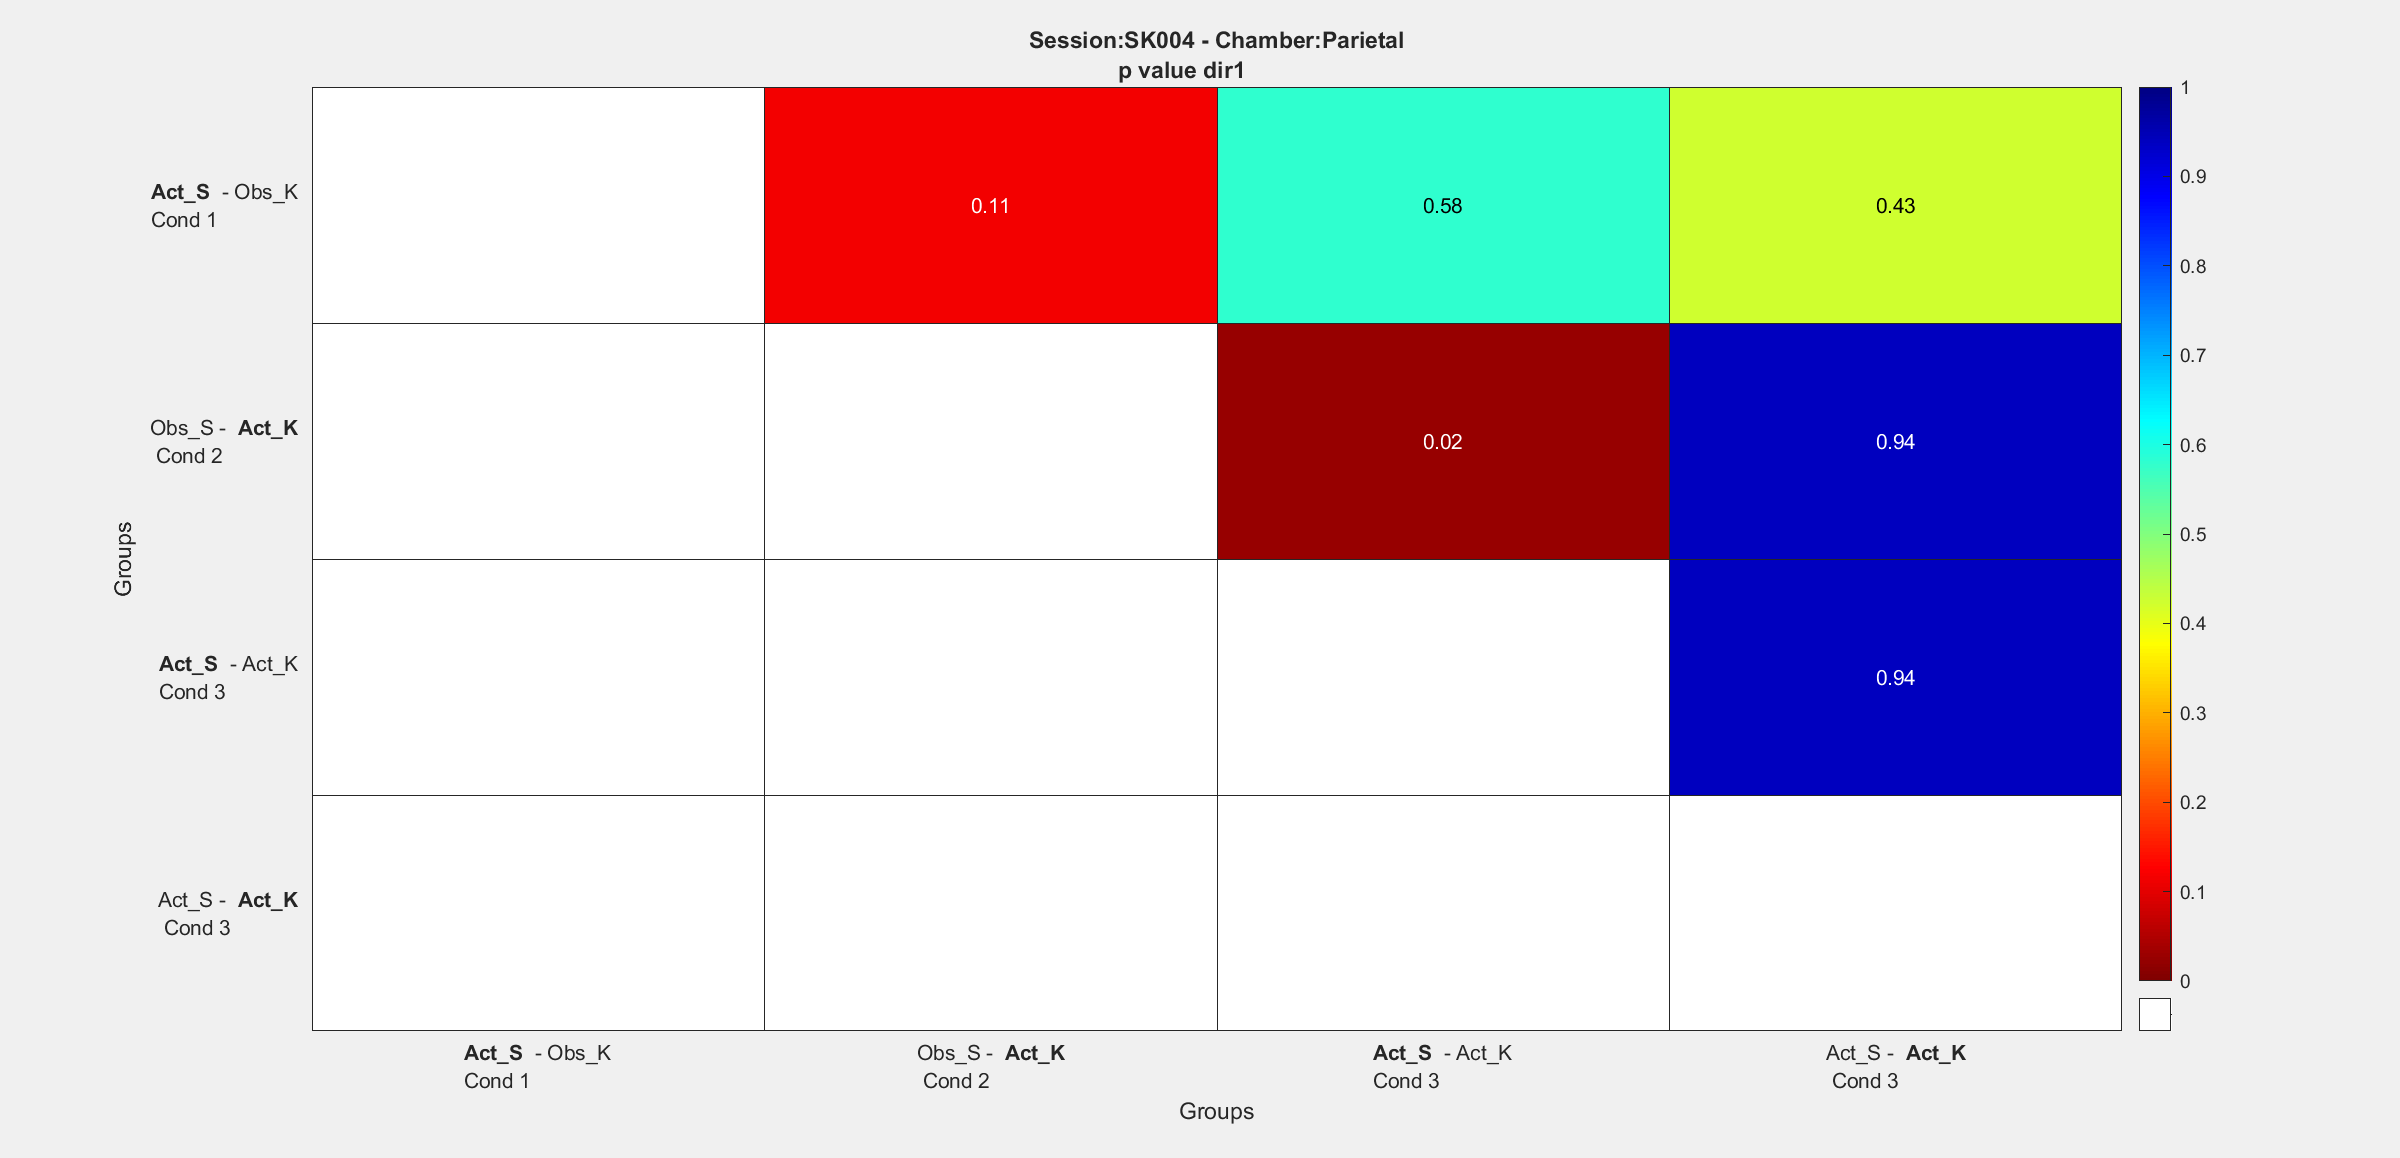 Session:SK004 - Chamber:Parietal
p value dir1
Act_S - Obs_K
Cond 1
0.11
0.58
0.43
Obs_S - Act_K
Cond 2
0.02
0.94
Groups
Act_S - Act_K
Cond 3
0.94
Act_S - Act_K
Cond 3
1
0.9
0.8
0.7
0.6
0.5
0.4
0.3
0.2
0.1
0
Act_S - Obs_K
Cond 1
Obs_S - Act_K
Cond 2
Act_S - Act_K
Cond 3
Act_S - Act_K
Cond 3
Groups